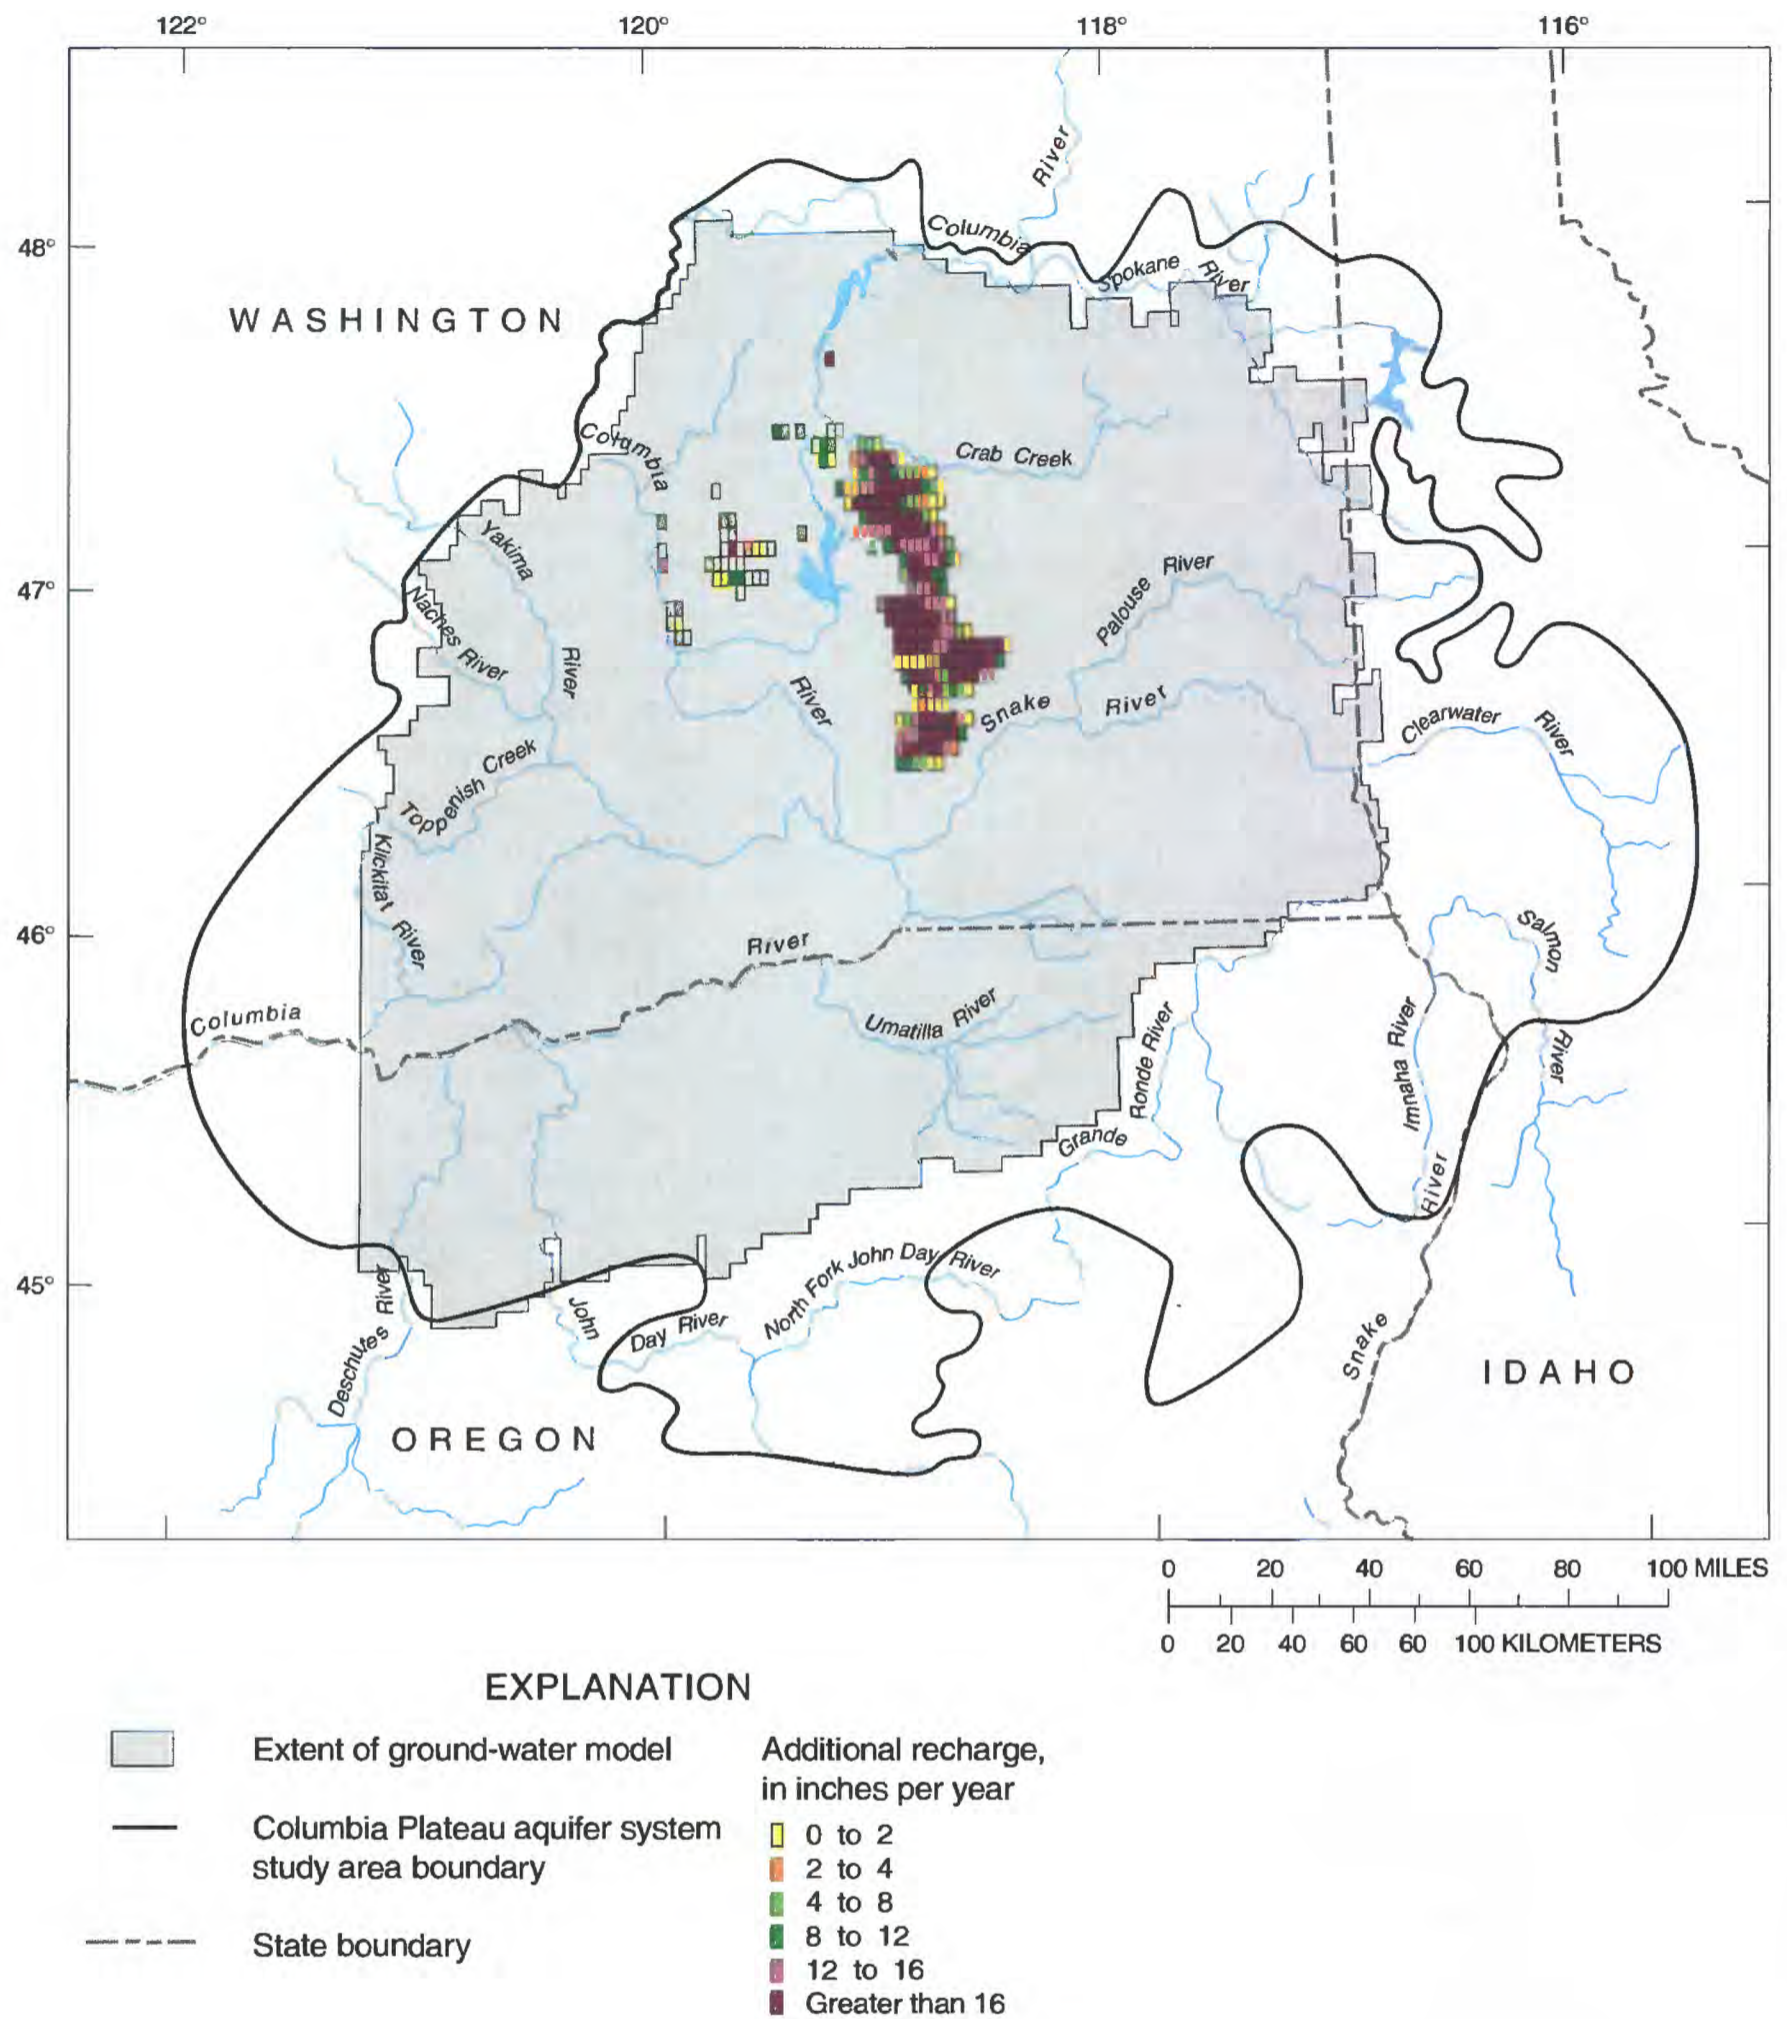 122° 120° 118° 116°
River
48°
Columbia
Spokane River
WASHINGTON
Columbia
Crab Creek
Yakima
River
47°
Naches River
Palouse River
River
Snake River
Clearwater River
Toppenish Creek
Klickitat River
46°
River
Salmon
River
Columbia
Umatilla River
Ronde River
Grande
Imnaha River
River
45°
North Fork John Day River
John
Day River
Deschutes
River
Snake
IDAHO
OREGON
0 20 40 60 80 100 MILES
0 20 40 60 60 100 KILOMETERS
EXPLANATION
Extent of ground-water model
Columbia Plateau aquifer system
study area boundary
State boundary
Additional recharge,
in inches per year
0 to 2
2 to 4
4 to 8
8 to 12
12 to 16
Greater than 16